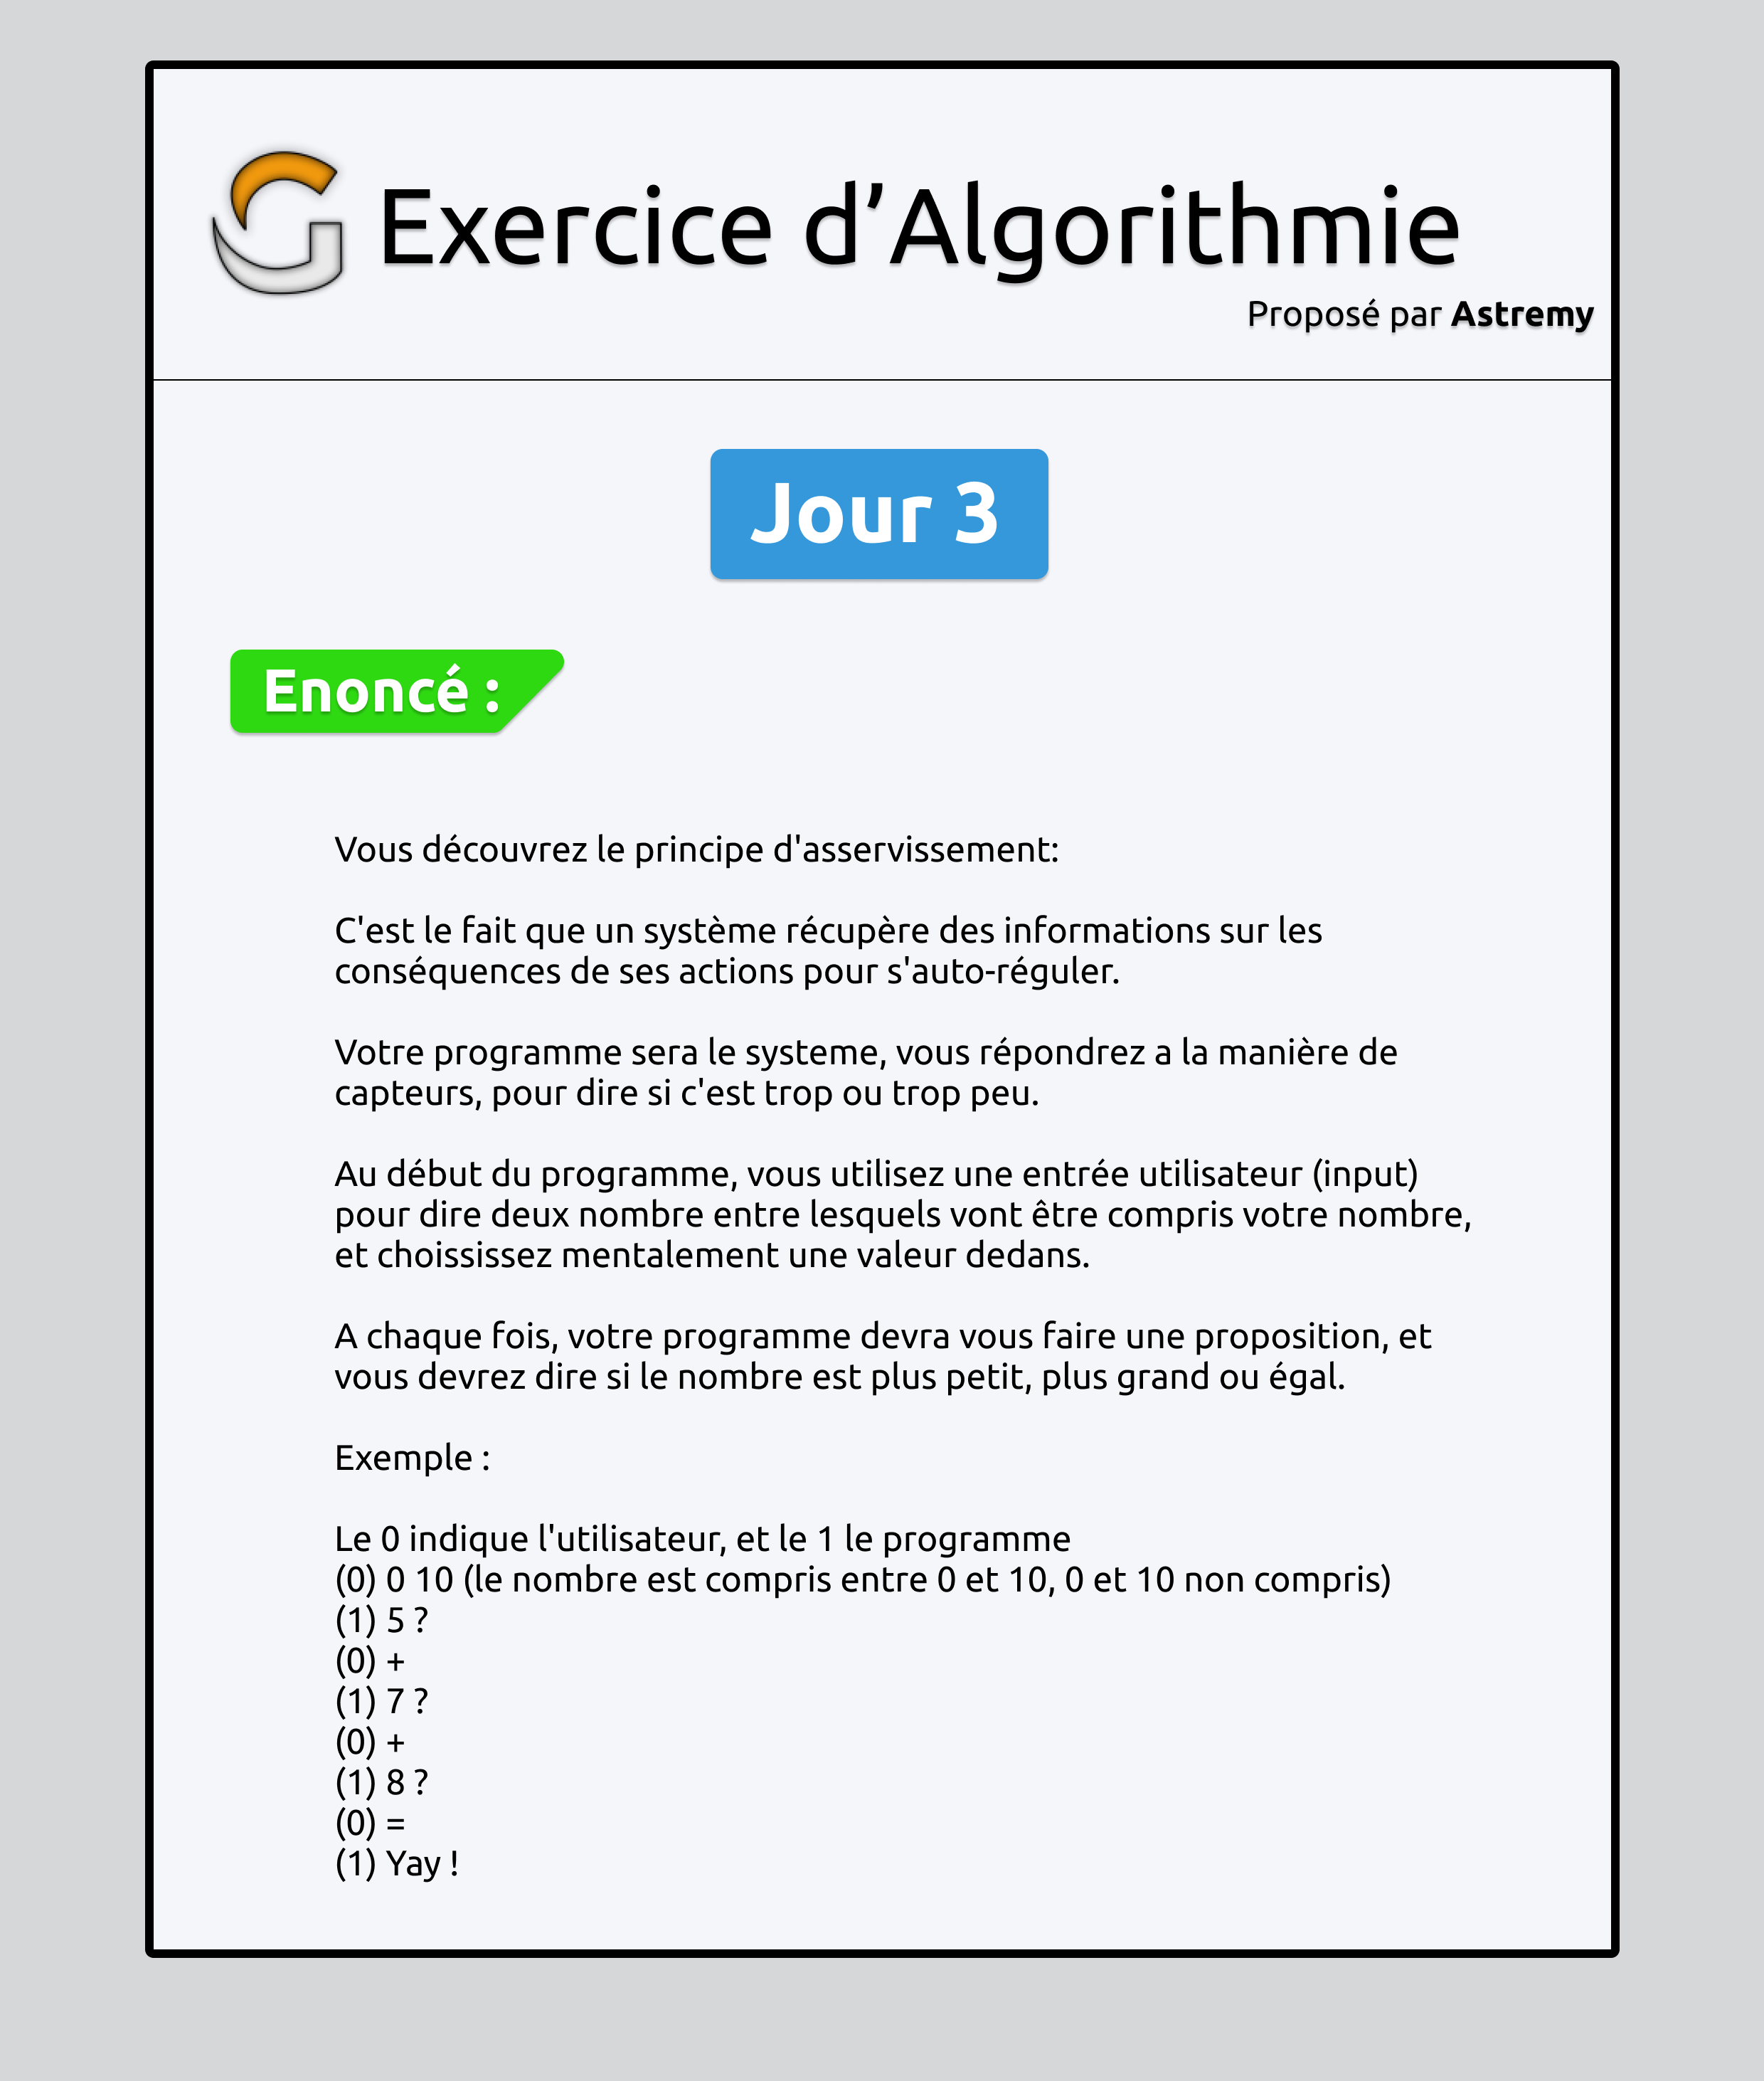 Exercice d’Algorithmie
Proposé par Astremy
Jour 3
Enoncé :
Vous découvrez le principe d'asservissement:
C'est le fait que un système récupère des informations sur les
conséquences de ses actions pour s'auto-réguler.
Votre programme sera le systeme, vous répondrez a la manière de
capteurs, pour dire si c'est trop ou trop peu.
Au début du programme, vous utilisez une entrée utilisateur (input)
pour dire deux nombre entre lesquels vont être compris votre nombre,
et choississez mentalement une valeur dedans.
A chaque fois, votre programme devra vous faire une proposition, et
vous devrez dire si le nombre est plus petit, plus grand ou égal.
Exemple :
Le 0 indique l'utilisateur, et le 1 le programme
(0) 0 10 (le nombre est compris entre 0 et 10, 0 et 10 non compris)
(1) 5 ?
(0) +
(1) 7 ?
(0) +
(1) 8 ?
(0) =
(1) Yay !